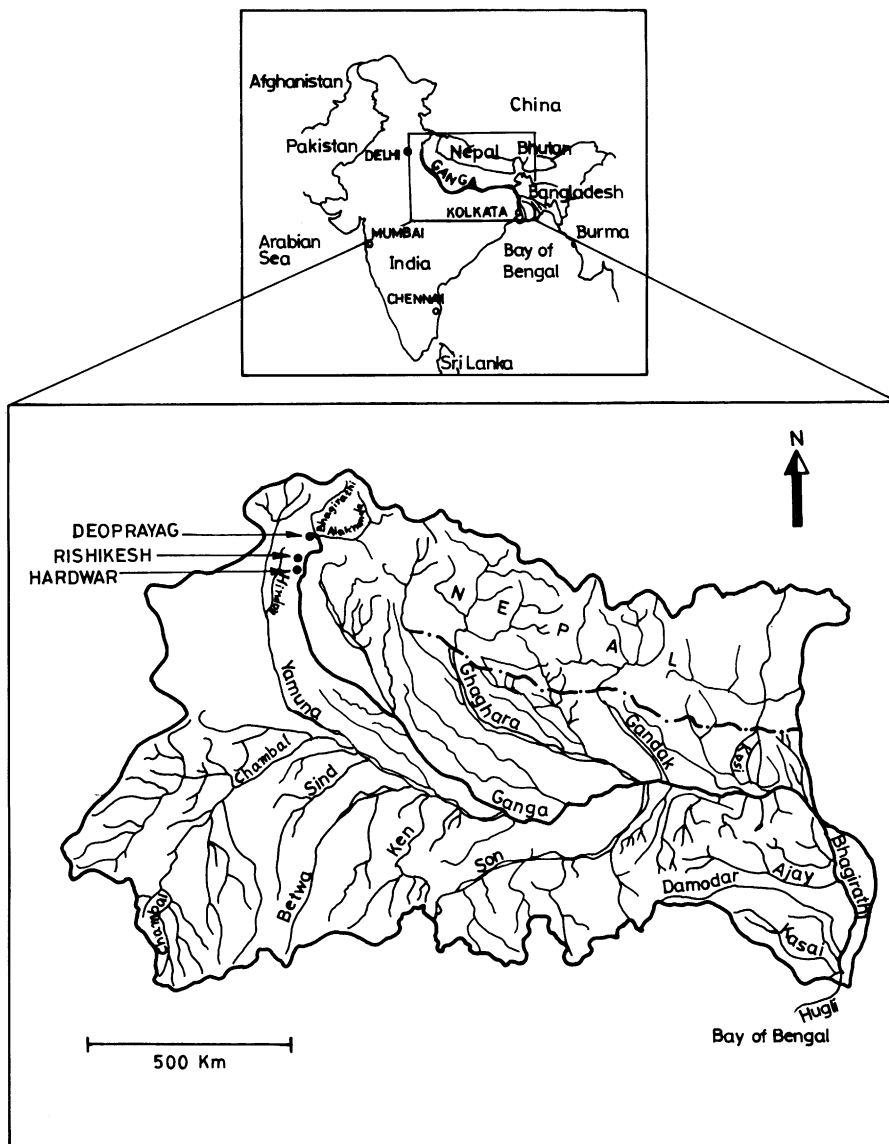 Afghanistan
China
Pakistan
DELHI
Nepal
Bhutan
GANGA
Bangladesh
KOLKATA
Arabian
Sea
MUMBAI
India
Bay of
Bengal
Burma
CHENNAI
Sri Lanka
N
DEOPRAYAG
RISHIKESH
HARDWAR
Bhagirathi
Alaknanda
Hindon
N E P A L
Yamuna
Ghaghara
Gandak
Kosi
Chambal
Sind
Ganga
Betwa
Ken
Son
Damodar
Ajay
Bhagirathi
Chambal
Kasai
Hugli
Bay of Bengal
500 Km